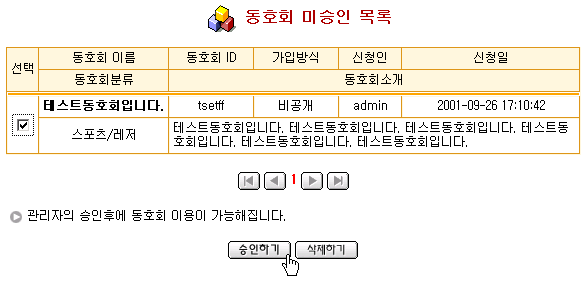 동호회 미승인 목록
선택 동호회 이름 동호회 ID 가입방식 신청인 신청일
동호회분류 동호회소개
테스트동호회입니다. tsetff 비공개 admin 2001-09-26 17:10:42
스포츠/레저 테스트동호회입니다. 테스트동호회입니다. 테스트동호회입니다. 테스트동
호회입니다. 테스트동호회입니다. 테스트동호회입니다.
1
관리자의 승인후에 동호회 이용이 가능해집니다.
승인하기 삭제하기